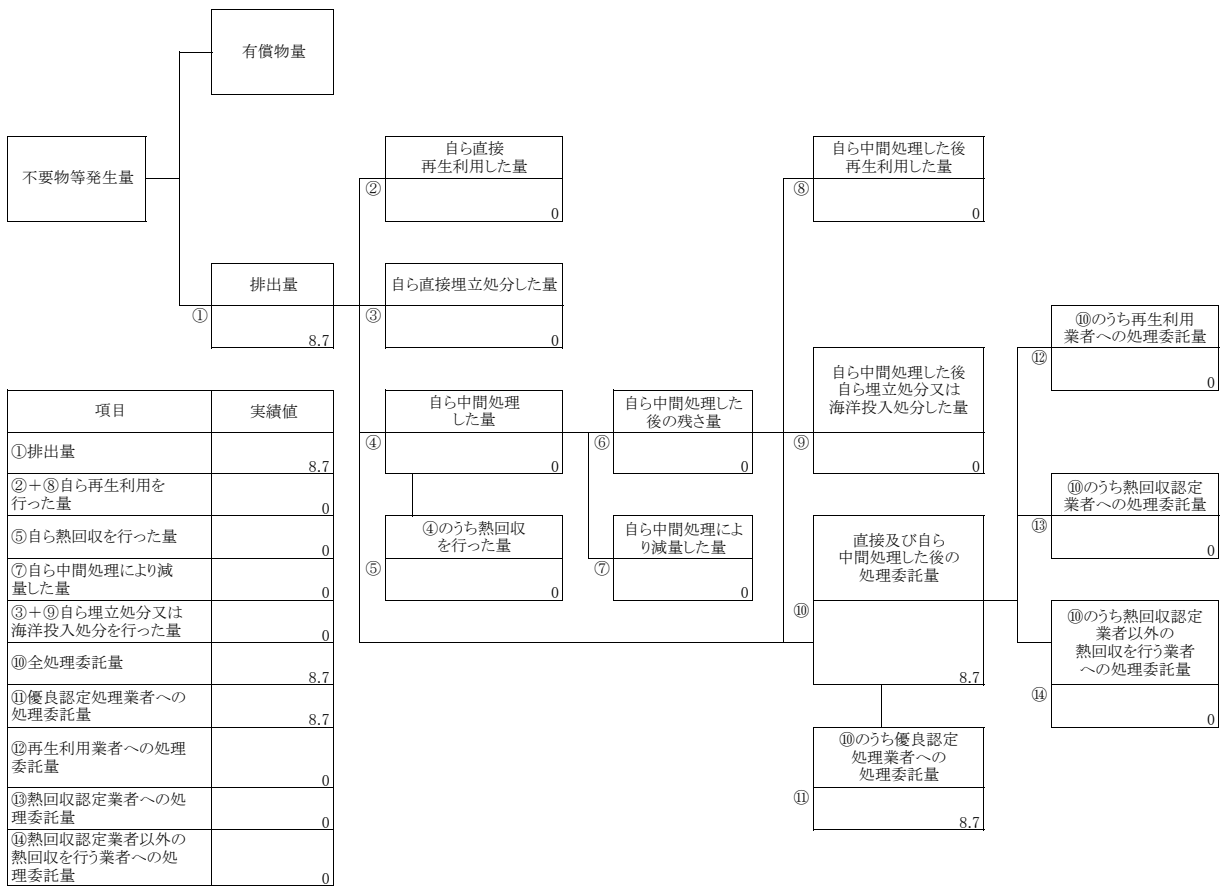 有償物量
不要物等発生量
自ら直接
再生利用した量
②
0
自ら中間処理した後
再生利用した量
⑧
0
排出量
①
8.7
自ら直接埋立処分した量
③
0
⑩のうち再生利用
業者への処理委託量
⑫
0
自ら中間処理
した量
④
0
自ら中間処理した
後の残さ量
⑥
0
自ら中間処理した後
自ら埋立処分又は
海洋投入処分した量
⑨
0
④のうち熱回収
を行った量
⑤
0
自ら中間処理によ
り減量した量
⑦
0
直接及び自ら
中間処理した後の
処理委託量
⑩
8.7
⑩のうち熱回収認定
業者への処理委託量
⑬
0
⑩のうち熱回収認定
業者以外の
熱回収を行う業者
への処理委託量
⑭
0
⑩のうち優良認定
処理業者への
処理委託量
⑪
8.7
項目 実績値
①排出量
8.7
②+⑧自ら再生利用を
行った量
0
⑤自ら熱回収を行った量
0
⑦自ら中間処理により減
量した量
0
③+⑨自ら埋立処分又は
海洋投入処分を行った量
0
⑩全処理委託量
8.7
⑪優良認定処理業者への
処理委託量
8.7
⑫再生利用業者への処理
委託量
0
⑬熱回収認定業者への処
理委託量
0
⑭熱回収認定業者以外の
熱回収を行う業者への処
理委託量
0